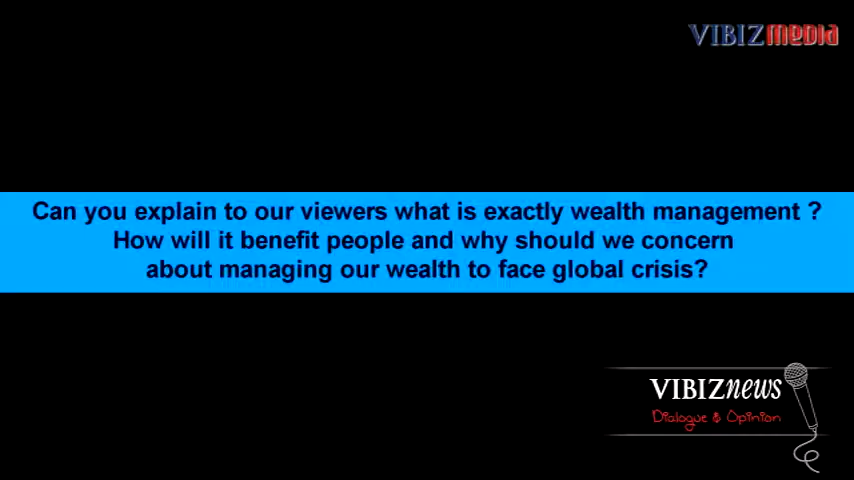 VIBIZmedia
Can you explain to our viewers what is exactly wealth management ?
How will it benefit people and why should we concern
about managing our wealth to face global crisis?
VIBIZnews
Dialogue & Opinion